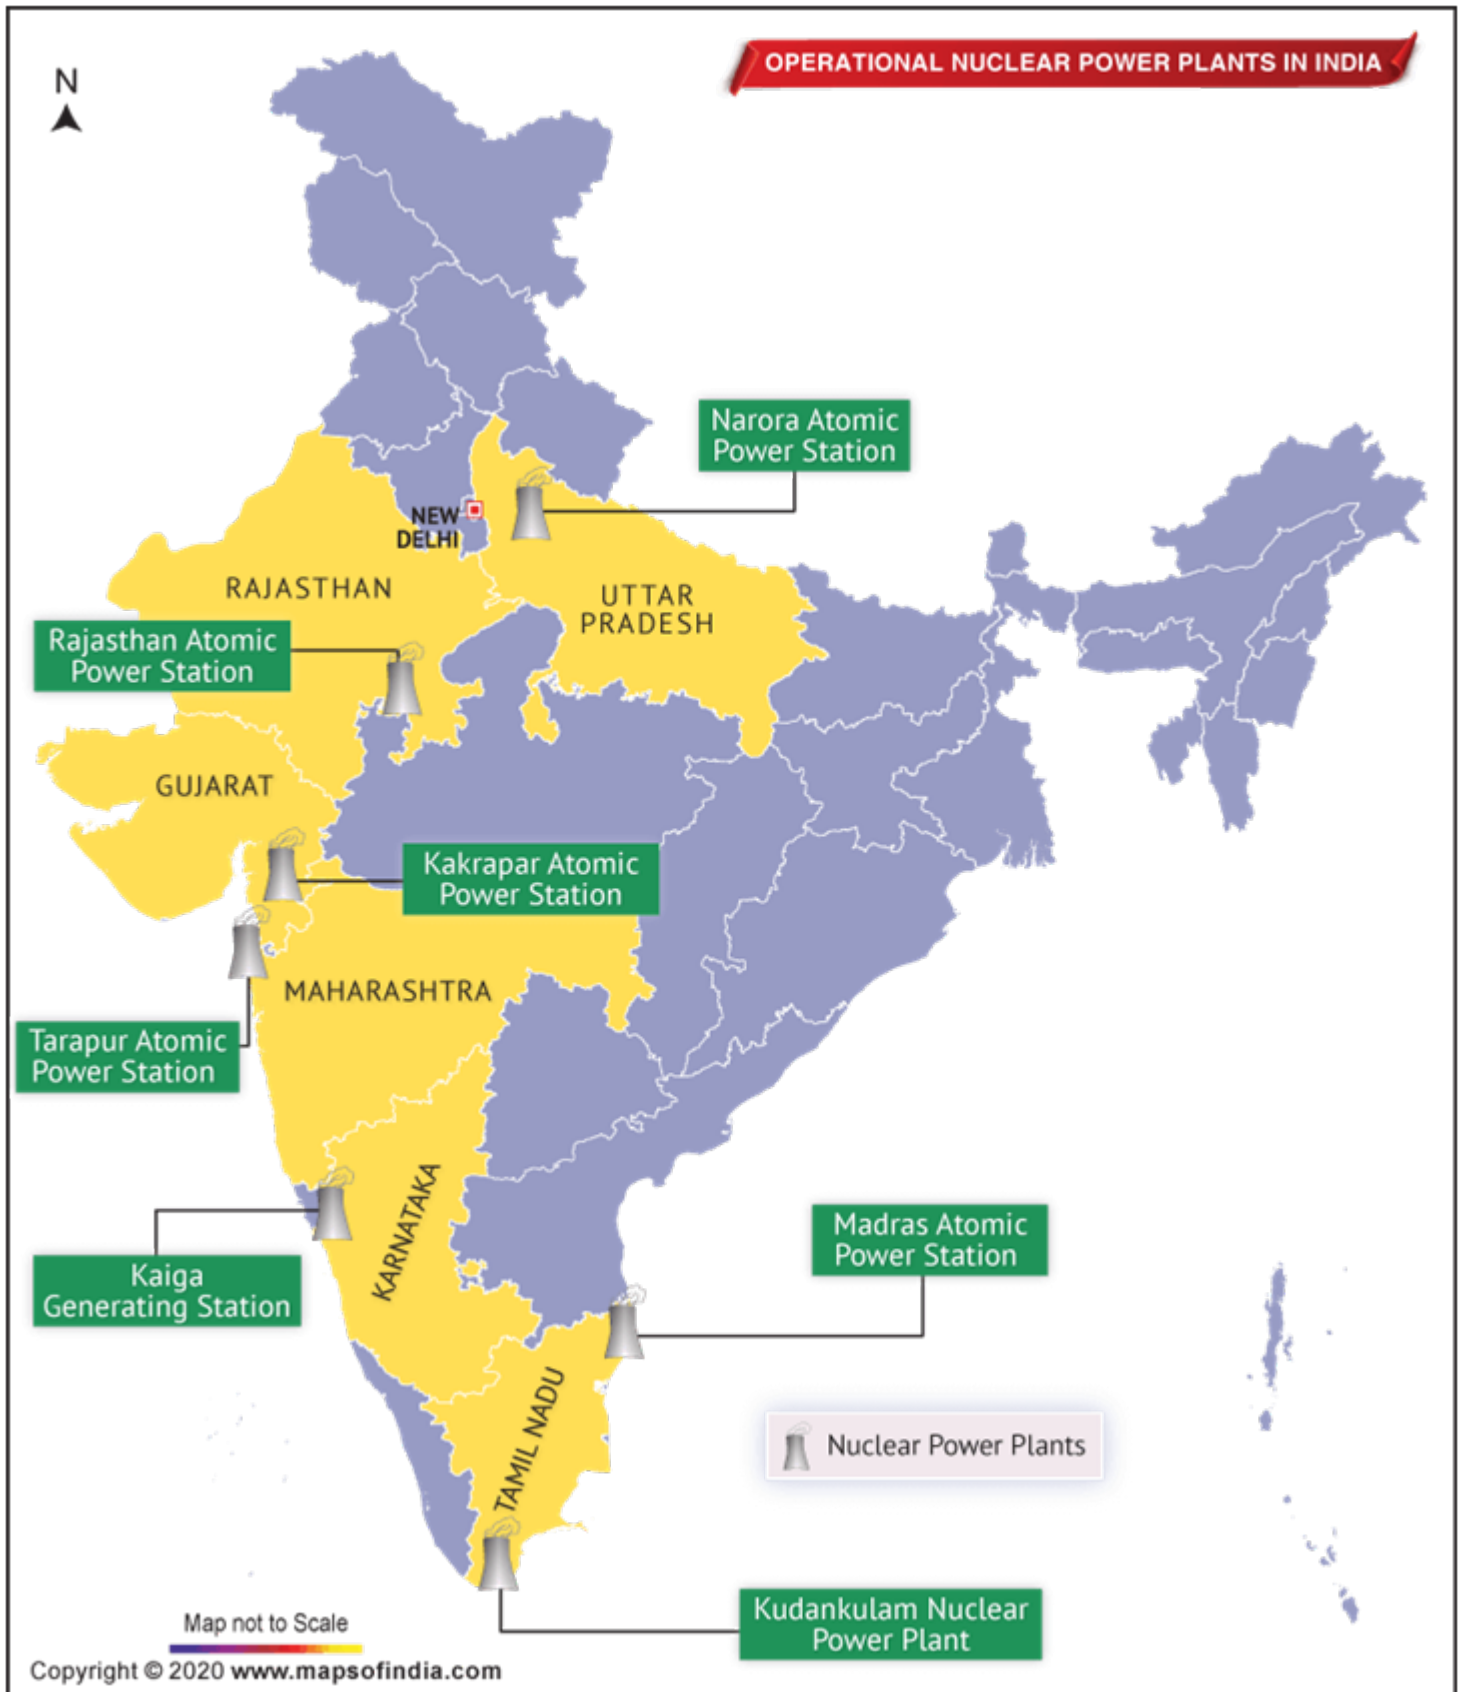 OPERATIONAL NUCLEAR POWER PLANTS IN INDIA
N
Narora Atomic
Power Station
NEW
DELHI
RAJASTHAN
UTTAR
PRADESH
Rajasthan Atomic
Power Station
GUJARAT
Kakrapar Atomic
Power Station
MAHARASHTRA
Tarapur Atomic
Power Station
KARNATAKA
Madras Atomic
Power Station
Kaiga
Generating Station
TAMIL NADU
Nuclear Power Plants
Kudankulam Nuclear
Power Plant
Map not to Scale
Copyright © 2020 www.mapsofindia.com